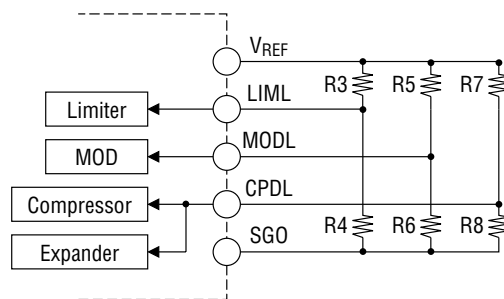 VREF
R3 R5 R7
LIML
Limiter
MODL
MOD
CPDL
Compressor
R4 R6 R8
SGO
Expander